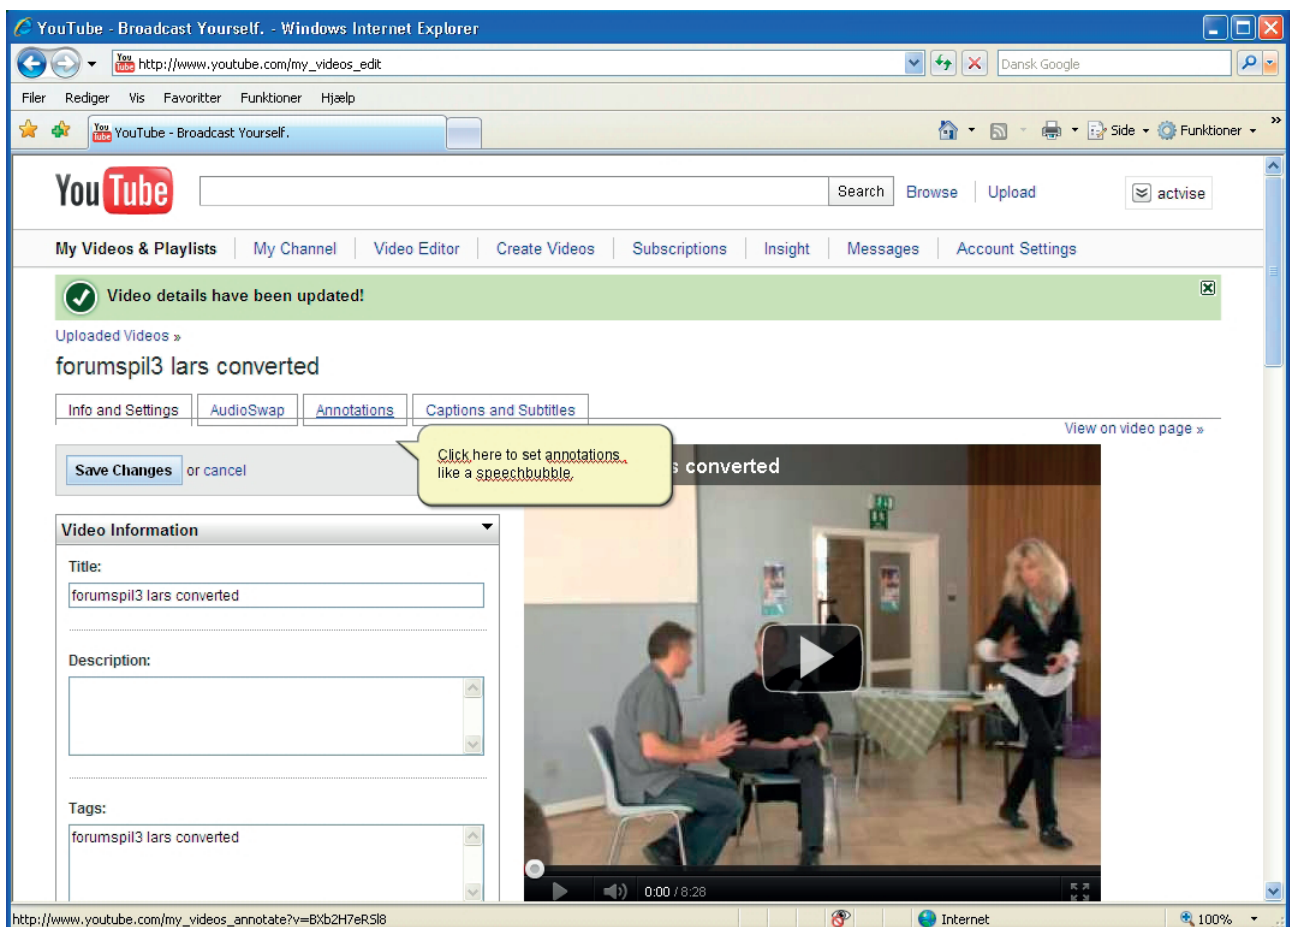 YouTube - Broadcast Yourself. - Windows Internet Explorer
You Tube http://www.youtube.com/my_videos_edit
Dansk Google
Filer Rediger Vis Favoritter Funktioner Hjælp
You Tube YouTube - Broadcast Yourself.
Side Funktioner »
You Tube
Search Browse Upload actvise
My Videos & Playlists My Channel Video Editor Create Videos Subscriptions Insight Messages Account Settings
Video details have been updated!
Uploaded Videos »
forumspil3 lars converted
Info and Settings AudioSwap Annotations Captions and Subtitles
View on video page »
Save Changes or cancel
Click here to set annotations
like a speechbubble.
s converted
Video Information
Title:
forumspil3 lars converted
Description:
Tags:
forumspil3 lars converted
0:00 / 8:28
http://www.youtube.com/my_videos_annotate?v=BXb2H7eRSl8
Internet
100%